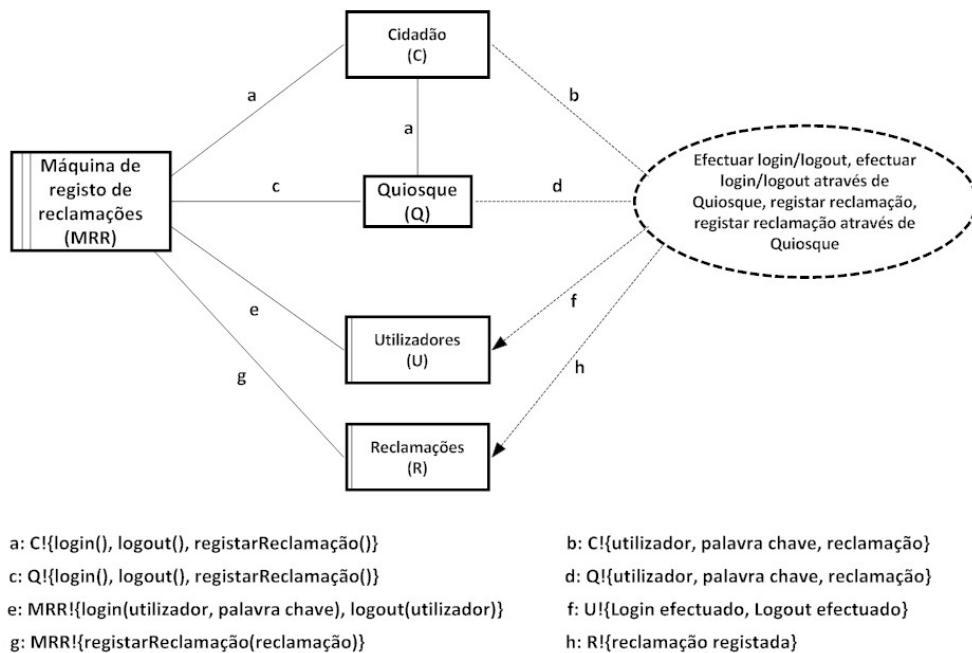 Cidadão
(C)
a
b
a
Máquina de
registo de
reclamações
(MRR)
c
Quiosque
(Q)
d
Efectuar login/logout, efectuar
login/logout através de
Quiosque, registar reclamação,
registar reclamação através de
Quiosque
e
f
Utilizadores
(U)
g
h
Reclamações
(R)
a: C!{login(), logout(), registarReclamação()}
b: C!{utilizador, palavra chave, reclamação}
c: Q!{login(), logout(), registarReclamação()}
d: Q!{utilizador, palavra chave, reclamação}
e: MRR!{login(utilizador, palavra chave), logout(utilizador)}
f: U!{Login efectuado, Logout efectuado}
g: MRR!{registarReclamação(reclamação)}
h: R!{reclamação registada}